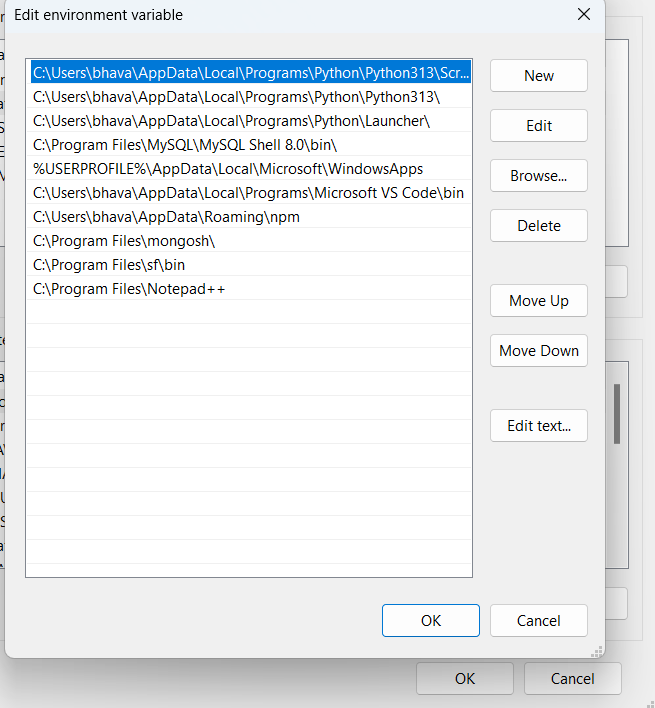 Edit environment variable
C:\Users\bhava\AppData\Local\Programs\Python\Python313\Scr...
C:\Users\bhava\AppData\Local\Programs\Python\Python313\
C:\Users\bhava\AppData\Local\Programs\Python\Launcher\
C:\Program Files\MySQL\MySQL Shell 8.0\bin\
%USERPROFILE%\AppData\Local\Microsoft\WindowsApps
C:\Users\bhava\AppData\Local\Programs\Microsoft VS Code\bin
C:\Users\bhava\AppData\Roaming\npm
C:\Program Files\mongosh\
C:\Program Files\sf\bin
C:\Program Files\Notepad++
New
Edit
Browse...
Delete
Move Up
Move Down
Edit text...
OK
Cancel
OK
Cancel